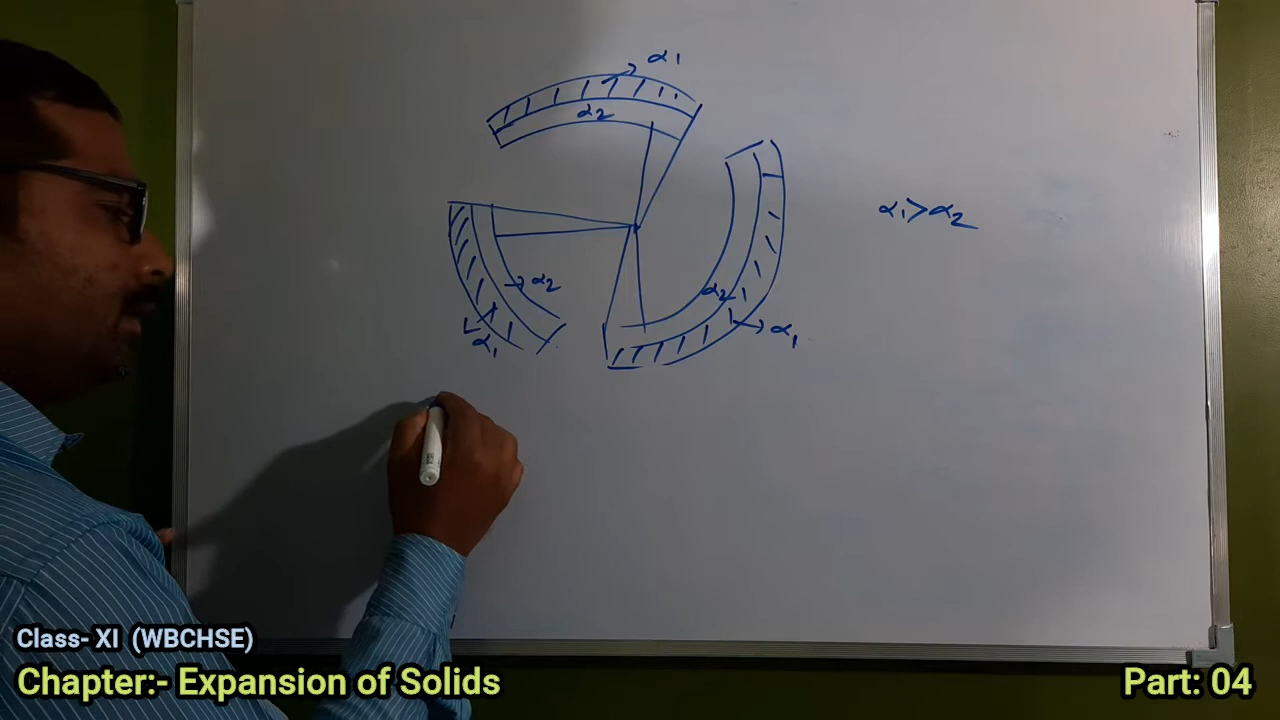 α1
α2
α1>α2
α2
α2
α1
α1
Class- XI (WBCHSE)
Chapter:- Expansion of Solids
Part: 04